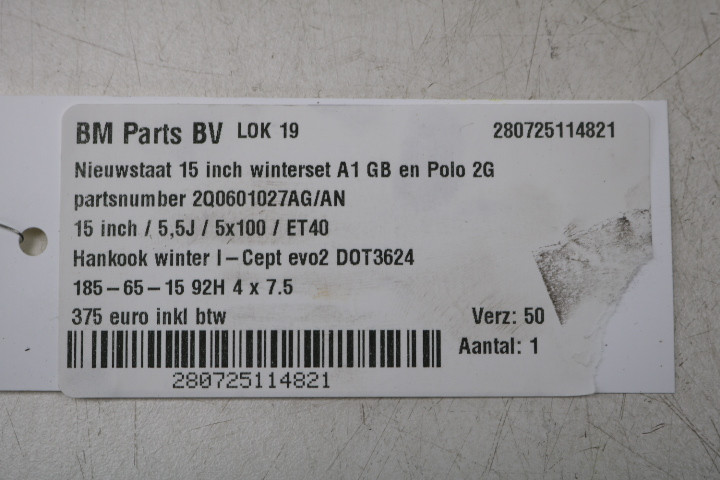 BM Parts BV LOK 19 280725114821
Nieuwstaat 15 inch winterset A1 GB en Polo 2G
partsnumber 2Q0601027AG/AN
15 inch / 5,5J / 5x100 / ET40
Hankook winter I-Cept evo2 DOT3624
185-65-15 92H 4 x 7.5
375 euro inkl btw Verz: 50
Aantal: 1
280725114821